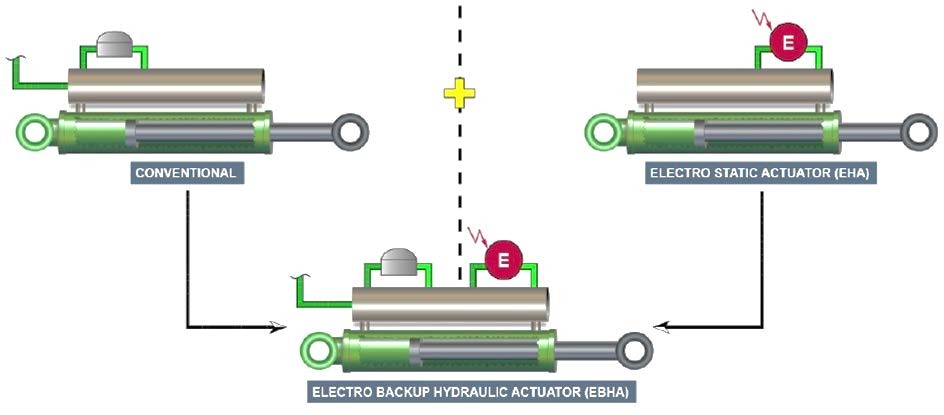 E
CONVENTIONAL
ELECTRO STATIC ACTUATOR (EHA)
E
ELECTRO BACKUP HYDRAULIC ACTUATOR (EBHA)